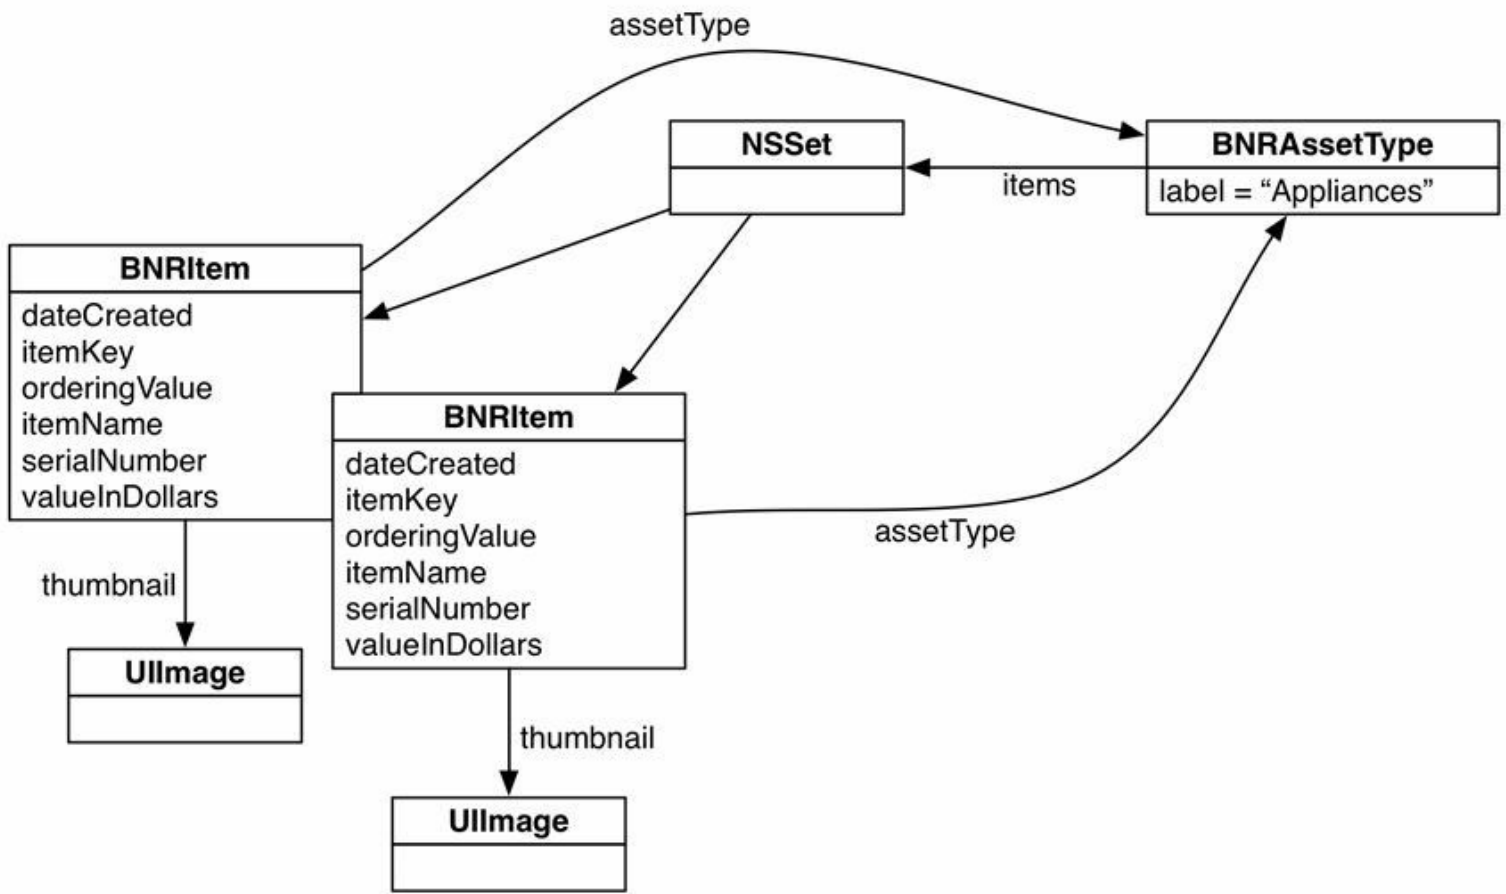 assetType
NSSet
BNRAssetType
items
label = “Appliances”
BNRItem
dateCreated
itemKey
orderingValue
itemName
serialNumber
valueInDollars
BNRItem
dateCreated
itemKey
orderingValue
itemName
serialNumber
valueInDollars
assetType
thumbnail
UIImage
thumbnail
UIImage